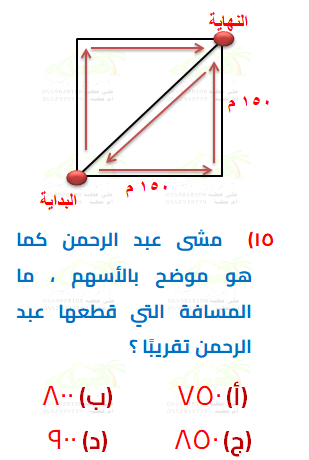 النهاية
١٥٠ م
١٥٠ م
البداية
١٥) مشى عبد الرحمن كما
هو موضح بالأسهم ، ما
المسافة التي قطعها عبد
الرحمن تقريبًا ؟
(أ) ٧٥٠ (ب) ٨٠٠
(ج) ٨٥٠ (د) ٩٠٠